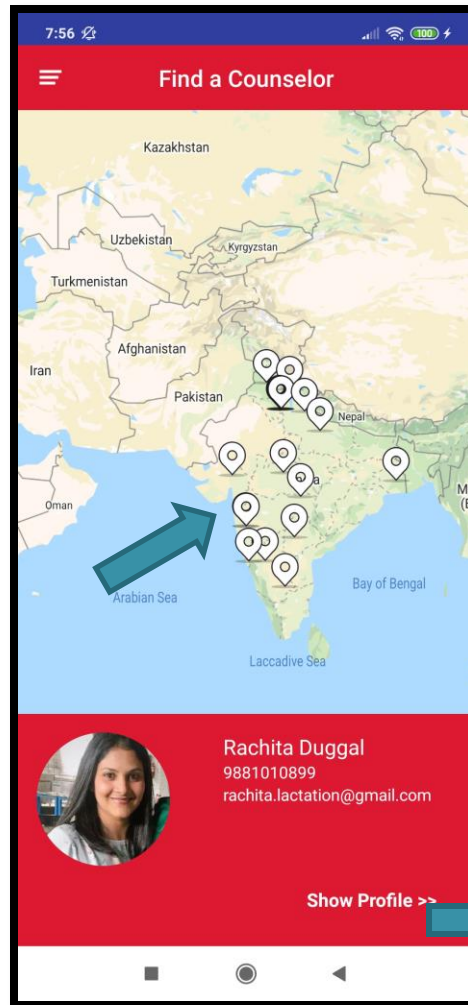 7:56
100
Find a Counselor
Kazakhstan
Uzbekistan
Kyrgyzstan
Turkmenistan
Afghanistan
Iran
Pakistan
Nepal
Oman
Arabian Sea
Bay of Bengal
Laccadive Sea
Rachita Duggal
9881010899
rachita.lactation@gmail.com
Show Profile >>